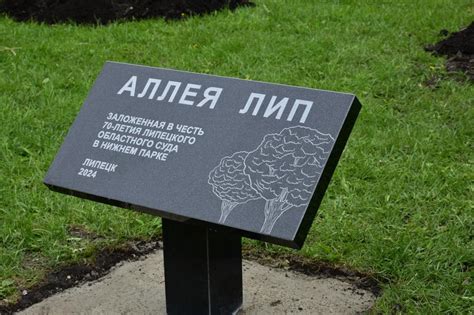 АЛЛЕЯ ЛИП
ЗАЛОЖЕННАЯ В ЧЕСТЬ
70-ЛЕТИЯ ЛИПЕЦКОГО
ОБЛАСТНОГО СУДА
В НИЖНЕМ ПАРКЕ
ЛИПЕЦК
2024